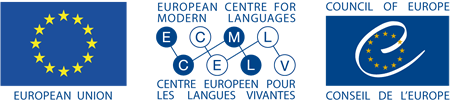 EUROPEAN UNION
EUROPEAN CENTRE FOR
MODERN LANGUAGES
E C M L
C E L V
CENTRE EUROPEEN POUR
LES LANGUES VIVANTES
COUNCIL OF EUROPE
CONSEIL DE L'EUROPE